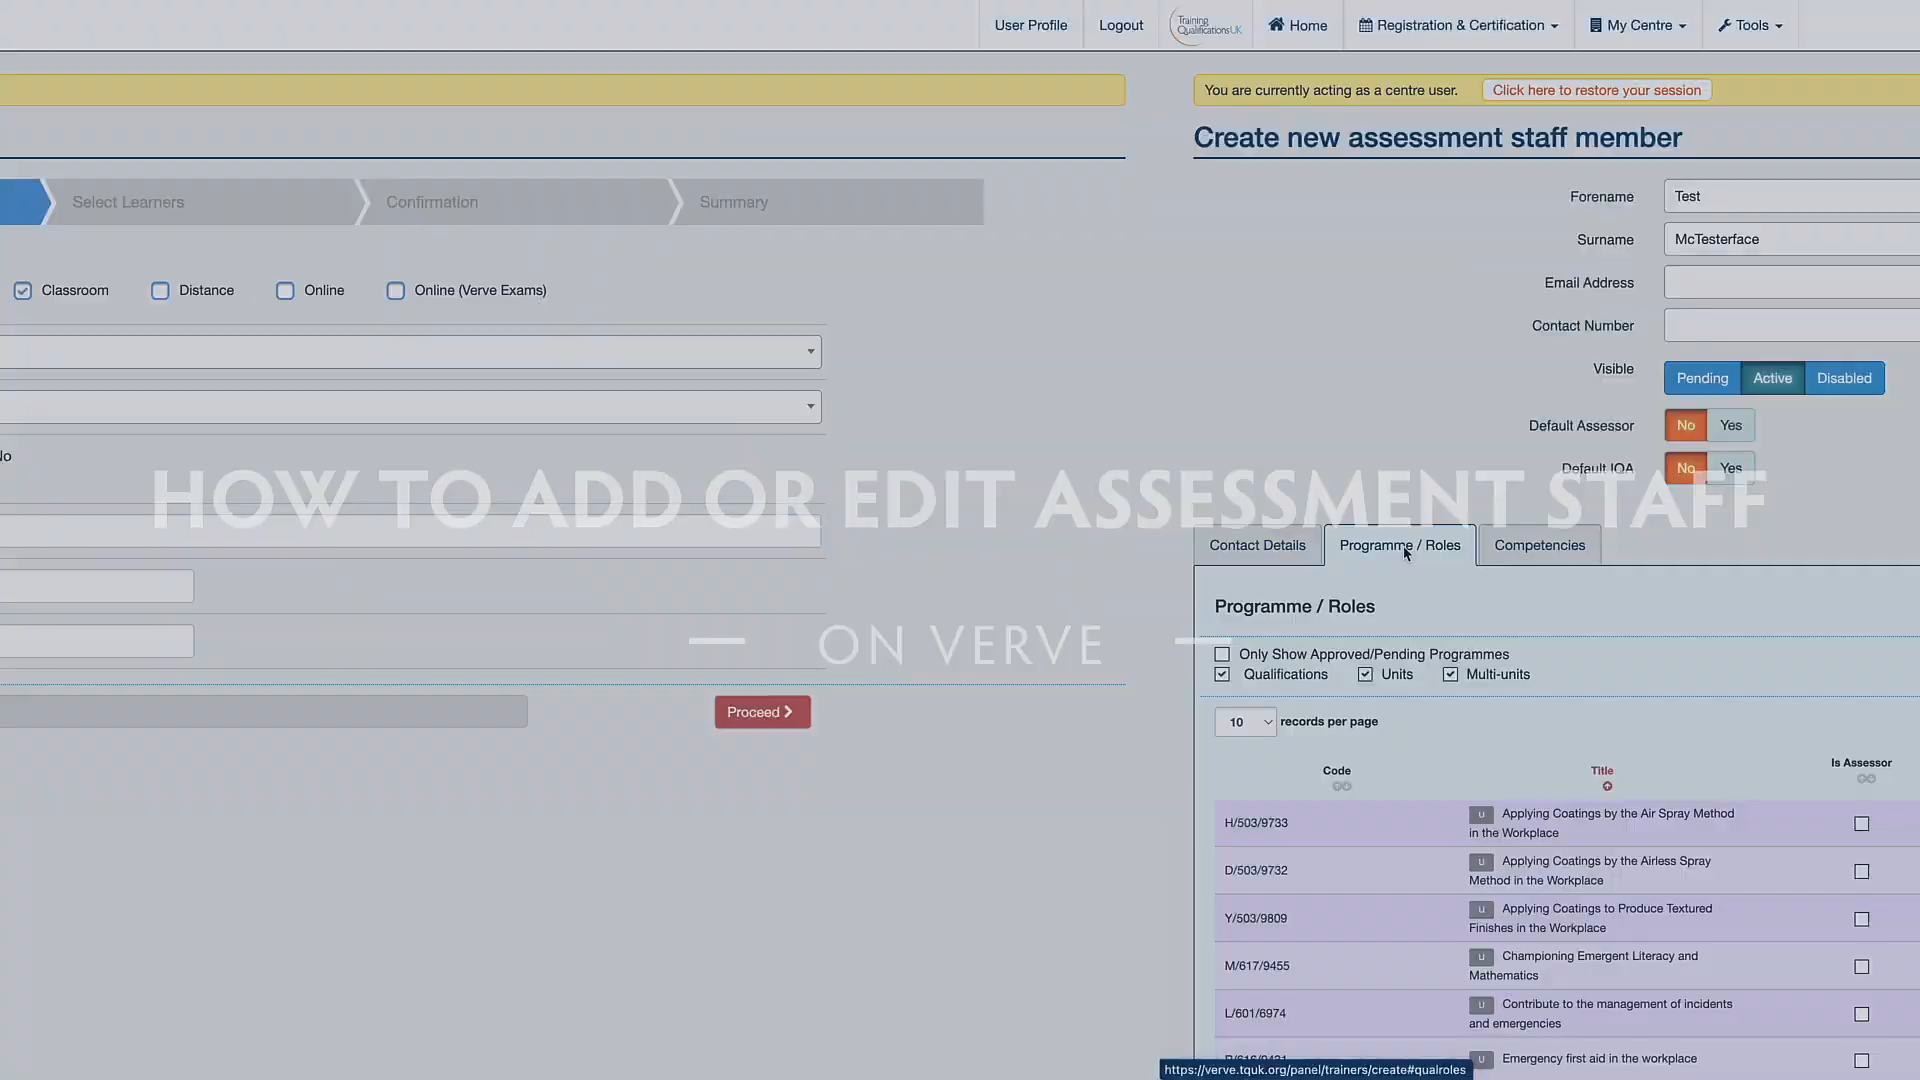 User Profile
Logout
Training
QualificationsUK
Home
Registration & Certification
My Centre
Tools
You are currently acting as a centre user.
Click here to restore your session
Create new assessment staff member
Select Learners
Confirmation
Summary
Classroom
Distance
Online
Online (Verve Exams)
No
Proceed
Forename
Test
Surname
McTesterface
Email Address
Contact Number
Visible
Pending
Active
Disabled
Default Assessor
No
Yes
Default IQA
No
Yes
HOW TO ADD OR EDIT ASSESSMENT STAFF
ON VERVE
Contact Details
Programme / Roles
Competencies
Programme / Roles
Only Show Approved/Pending Programmes
Qualifications
Units
Multi-units
10
records per page
Code
Title
Is Assessor
H/503/9733
U Applying Coatings by the Air Spray Method
in the Workplace
D/503/9732
U Applying Coatings by the Airless Spray
Method in the Workplace
Y/503/9809
U Applying Coatings to Produce Textured
Finishes in the Workplace
M/617/9455
U Championing Emergent Literacy and
Mathematics
L/601/6974
U Contribute to the management of incidents
and emergencies
U Emergency first aid in the workplace
https://verve.tquk.org/panel/trainers/create#qualroles